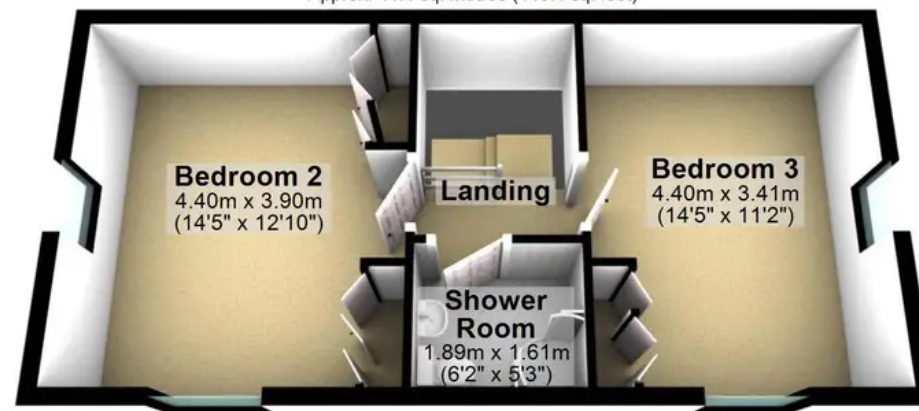 Bedroom 2
4.40m x 3.90m
(14'5" x 12'10")
Landing
Bedroom 3
4.40m x 3.41m
(14'5" x 11'2")
Shower
Room
1.89m x 1.61m
(6'2" x 5'3")